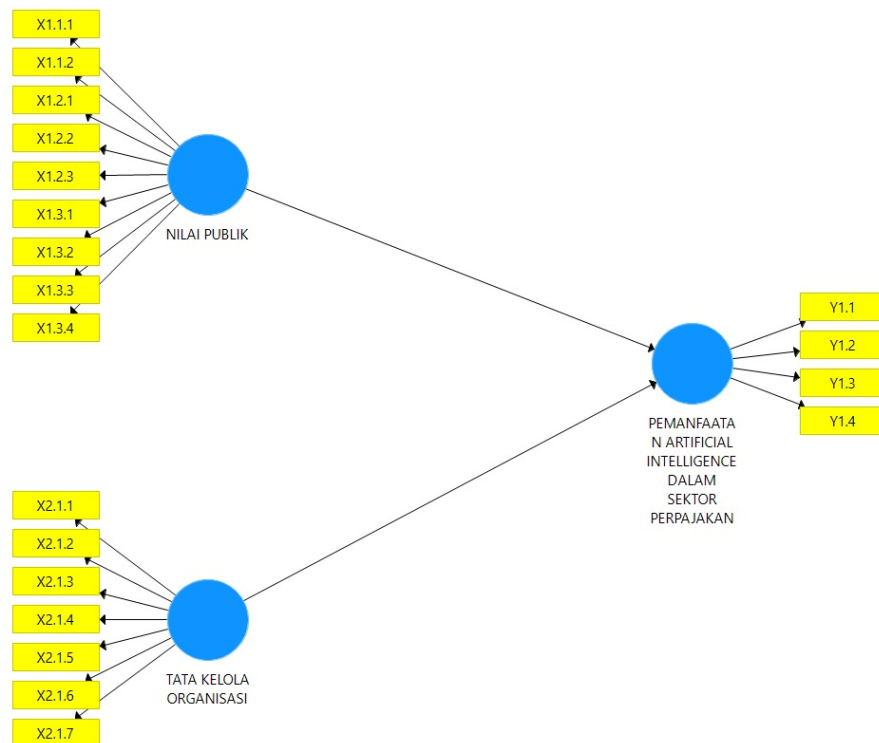 X1.1.1
X1.1.2
X1.2.1
X1.2.2
X1.2.3
X1.3.1
X1.3.2
X1.3.3
X1.3.4
NILAI PUBLIK
Y1.1
Y1.2
Y1.3
Y1.4
PEMANFAATA
N ARTIFICIAL
INTELLIGENCE
DALAM
SEKTOR
PERPAJAKAN
X2.1.1
X2.1.2
X2.1.3
X2.1.4
X2.1.5
X2.1.6
X2.1.7
TATA KELOLA
ORGANISASI